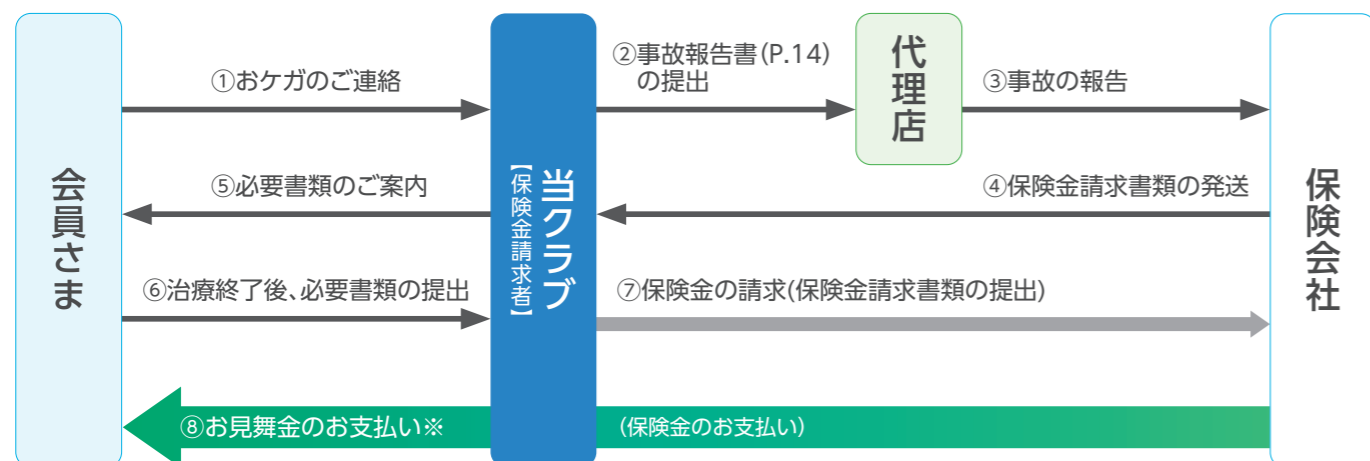 会員さま
①おケガのご連絡
⑤必要書類のご案内
⑥治療終了後、必要書類の提出
当クラブ
【保険金請求者】
②事故報告書(P.14)
の提出
代理店
③事故の報告
④保険金請求書類の発送
⑦保険金の請求(保険金請求書類の提出)
保険会社
⑧お見舞金のお支払い※
(保険金のお支払い)